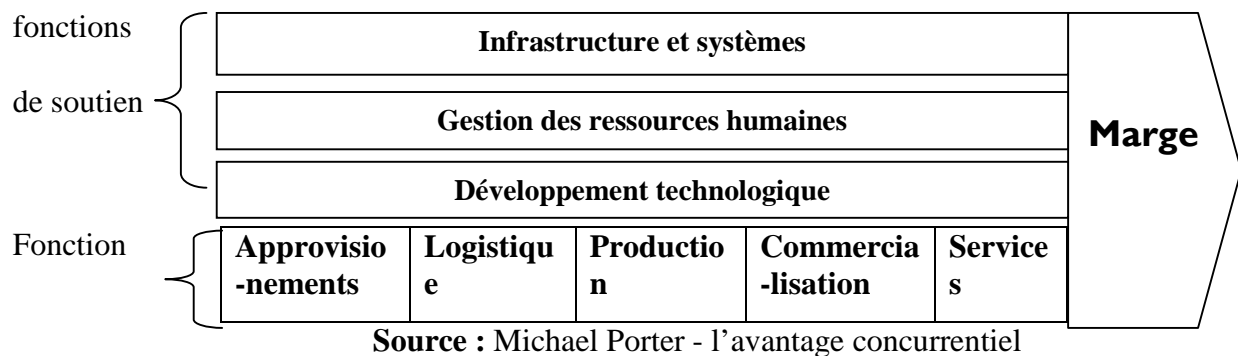 fonctions
de soutien
Infrastructure et systèmes
Gestion des ressources humaines
Développement technologique
Marge
Fonction
Approvisio
-nements
Logistiqu
e
Productio
n
Commercia
-lisation
Service
s
Source : Michael Porter - l’avantage concurrentiel